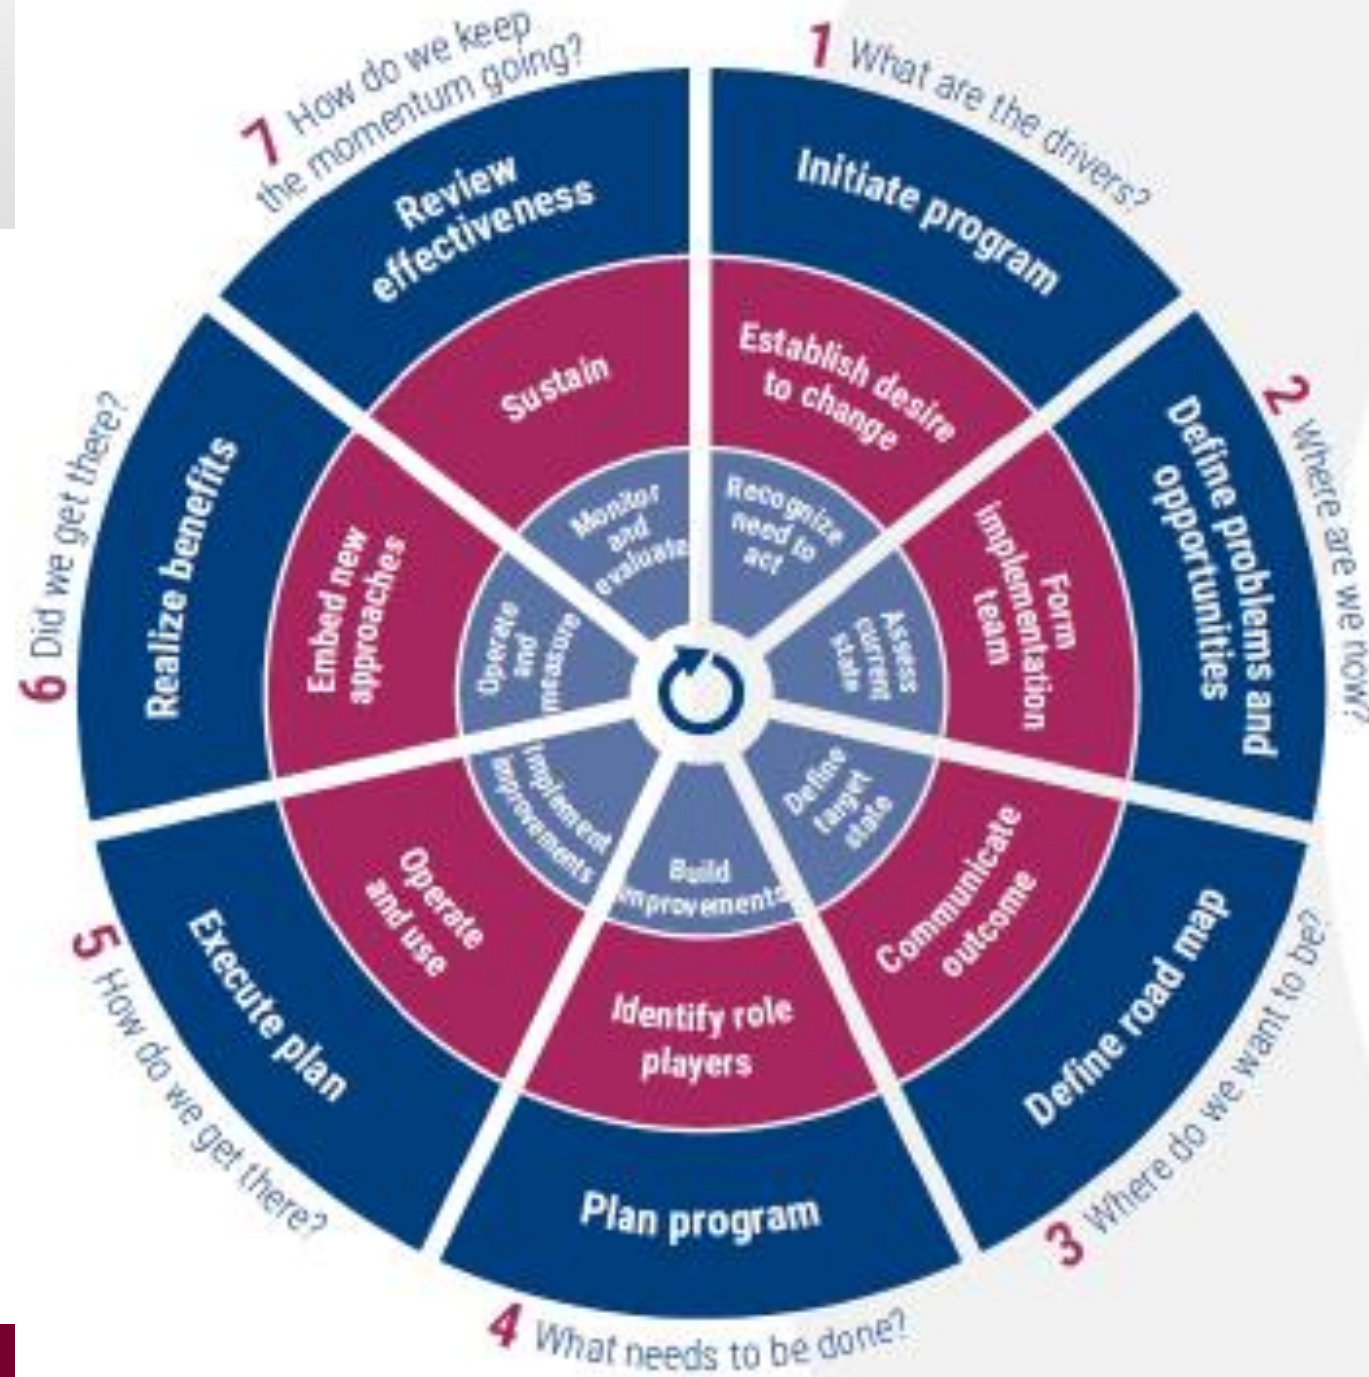 1 What are the drivers?
Initiate program
Establish desire
to change
Recognize
need to
act
2 Where are we now?
Define problems and
opportunities
Form
implementation
team
Assess
current
state
3 Where do we want to be?
Define road map
Communicate
outcome
Define
target
state
4 What needs to be done?
Plan program
Identify role
players
Build
improvements
5 How do we get there?
Execute plan
Operate
and use
Implement
improvements
6 Did we get there?
Realize benefits
Embed new
approaches
Operate
and
measure
7 How do we keep
the momentum going?
Review
effectiveness
Sustain
Monitor
and
evaluate